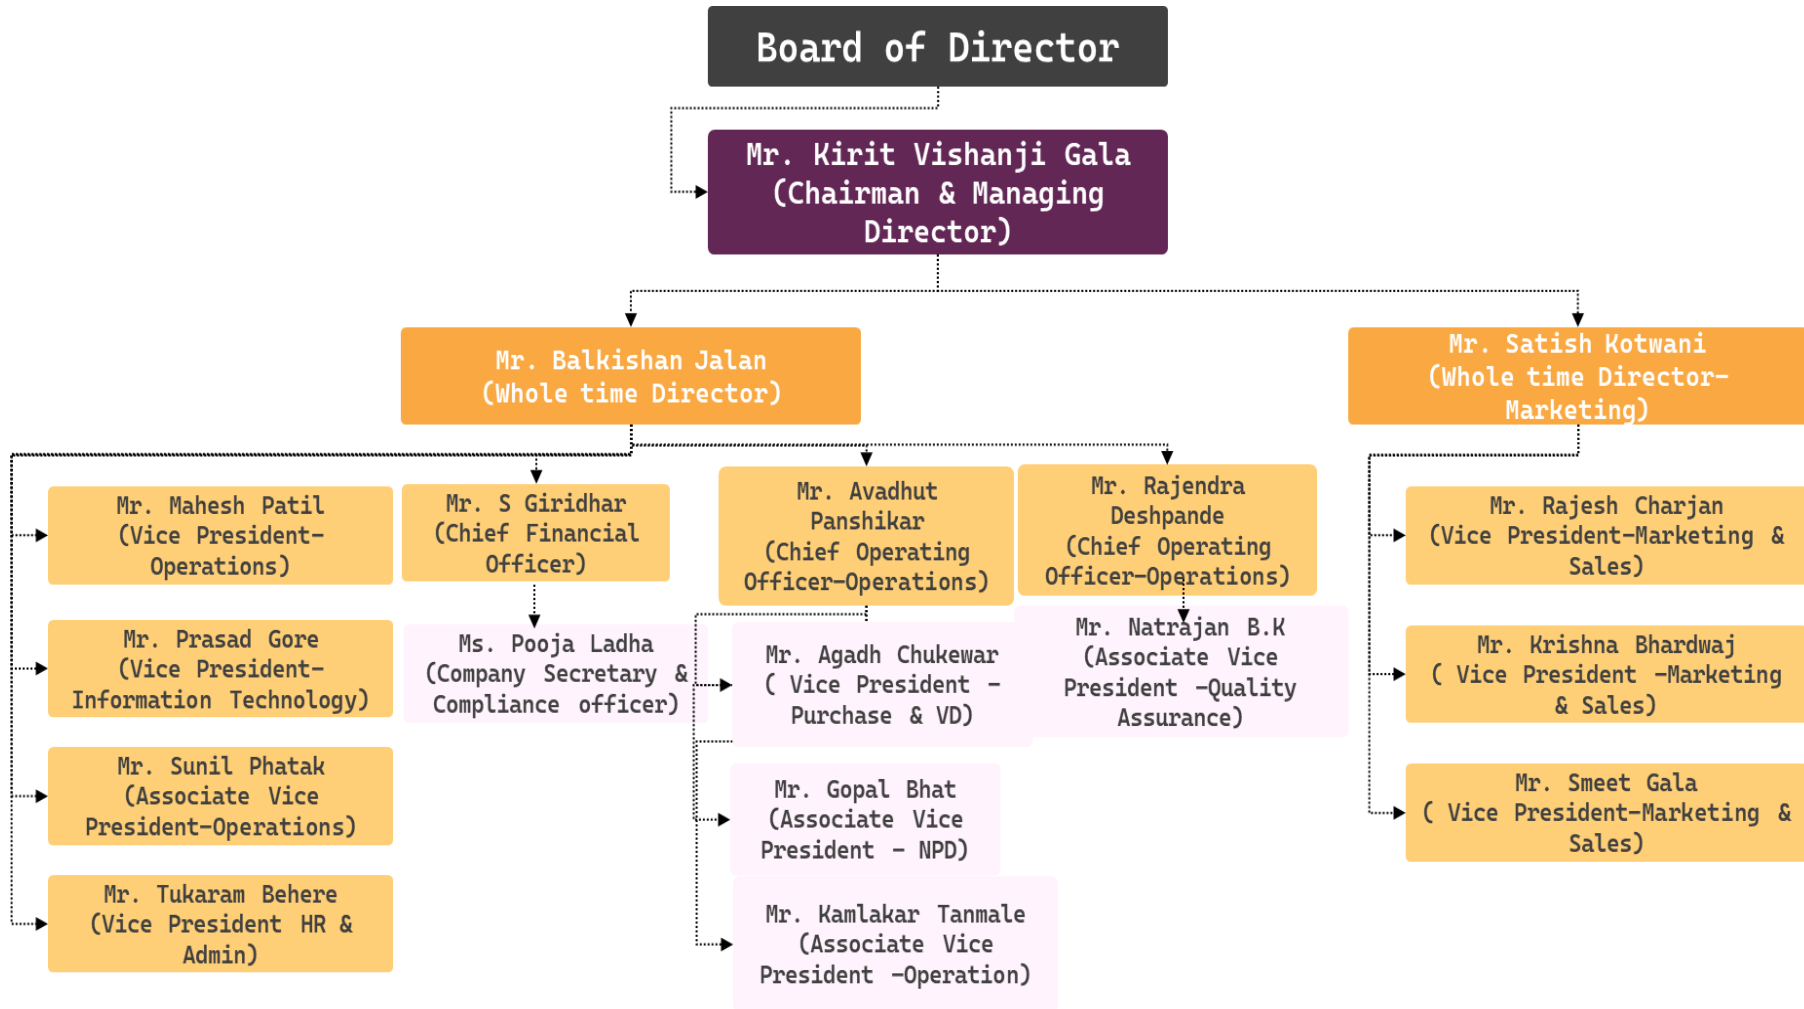 Board of Director
Mr. Kirit Vishanji Gala
(Chairman & Managing
Director)
Mr. Balkishan Jalan
(Whole time Director)
Mr. Satish Kotwani
(Whole time Director-
Marketing)
Mr. Mahesh Patil
(Vice President-
Operations)
Mr. S Giridhar
(Chief Financial
Officer)
Mr. Avadhut
Panshikar
(Chief Operating
Officer-Operations)
Mr. Rajendra
Deshpande
(Chief Operating
Officer-Operations)
Mr. Rajesh Charjan
(Vice President-Marketing &
Sales)
Mr. Prasad Gore
(Vice President-
Information Technology)
Ms. Pooja Ladha
(Company Secretary &
Compliance officer)
Mr. Agadh Chukewar
( Vice President -
Purchase & VD)
Mr. Natrajan B.K
(Associate Vice
President -Quality
Assurance)
Mr. Krishna Bhardwaj
( Vice President -Marketing
& Sales)
Mr. Sunil Phatak
(Associate Vice
President-Operations)
Mr. Gopal Bhat
(Associate Vice
President - NPD)
Mr. Smeet Gala
( Vice President-Marketing &
Sales)
Mr. Tukaram Behere
(Vice President HR &
Admin)
Mr. Kamlakar Tanmale
(Associate Vice
President -Operation)